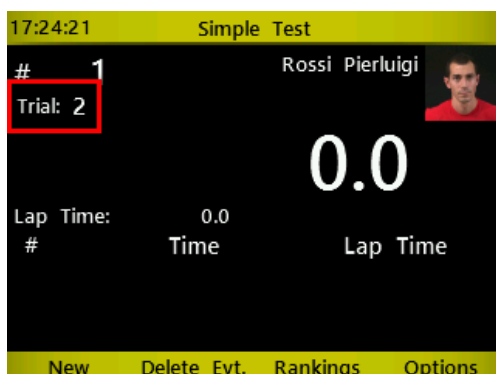 17:24:21 Simple Test
# 1 Rossi Pierluigi
Trial: 2
0.0
Lap Time: 0.0
# Time Lap Time
New Delete Evt. Rankings Options